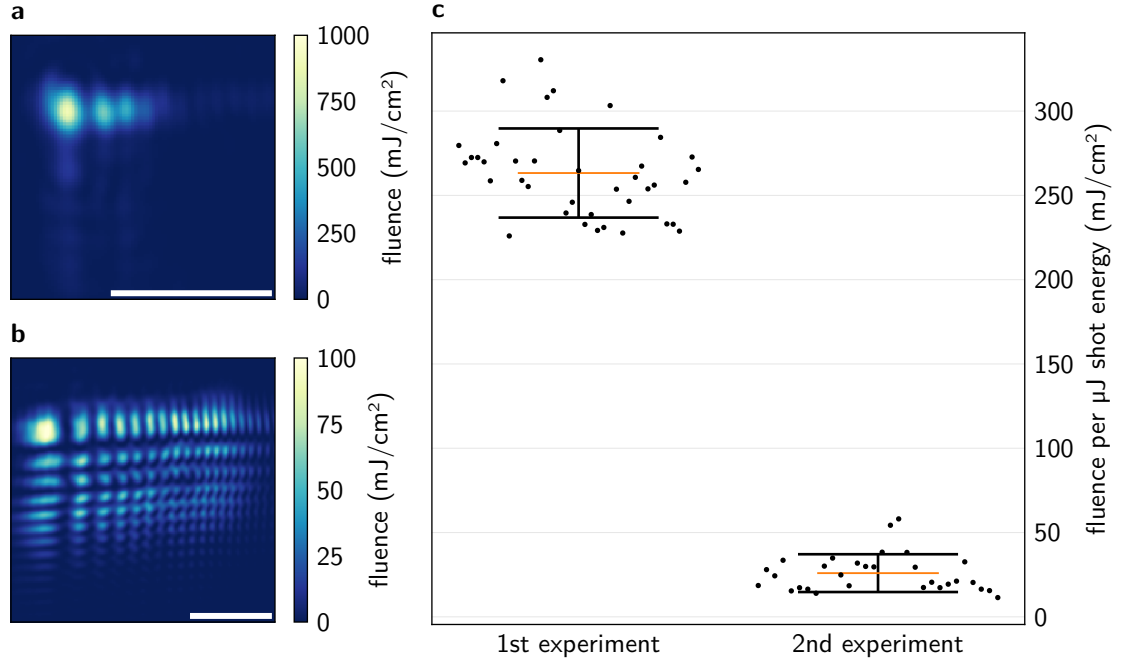 a
1000
750
500
250
0
fluence (mJ/cm²)
b
100
75
50
25
0
fluence (mJ/cm²)
c
300
250
200
150
100
50
0
fluence per µJ shot energy (mJ/cm²)
1st experiment
2nd experiment